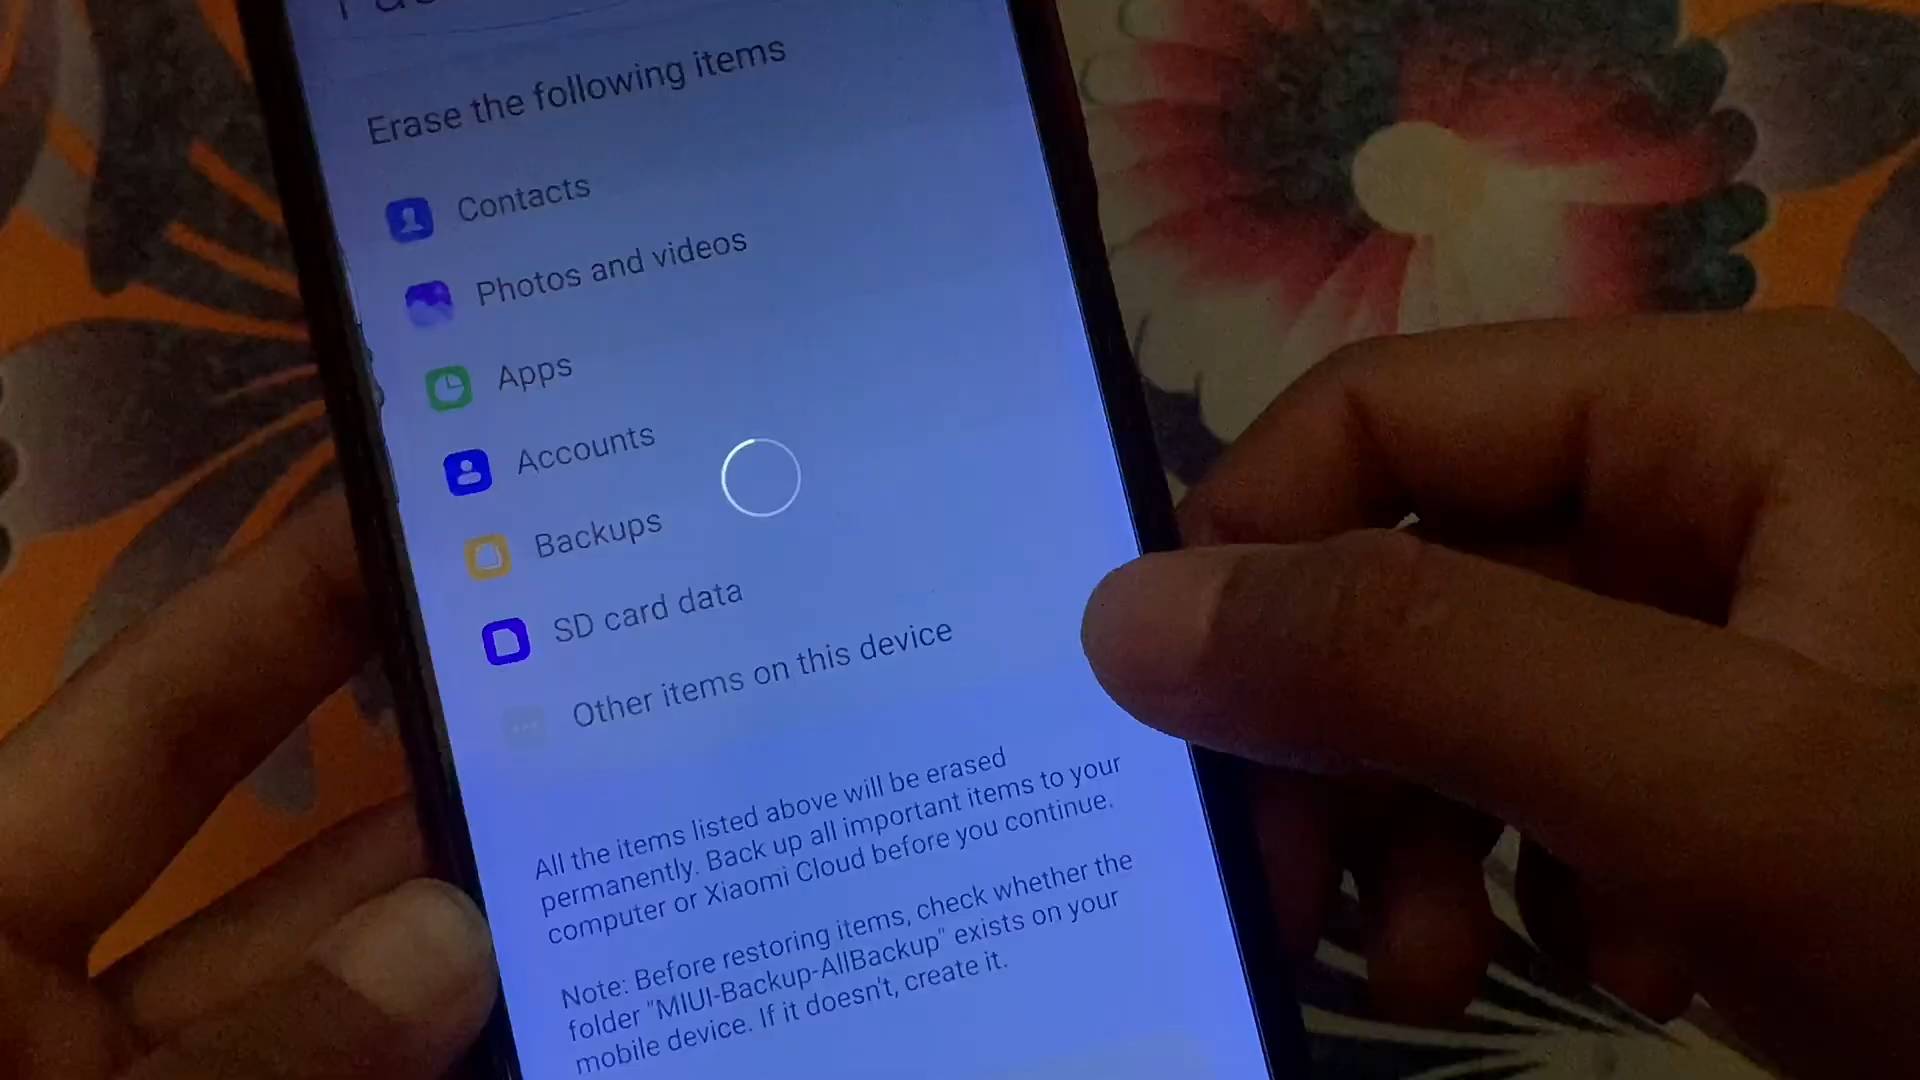 Erase the following items
Contacts
Photos and videos
Apps
Accounts
Backups
SD card data
Other items on this device
All the items listed above will be erased
permanently. Back up all important items to your
computer or Xiaomi Cloud before you continue.
Note: Before restoring items, check whether the
folder "MIUI-Backup-AllBackup" exists on your
mobile device. If it doesn't, create it.